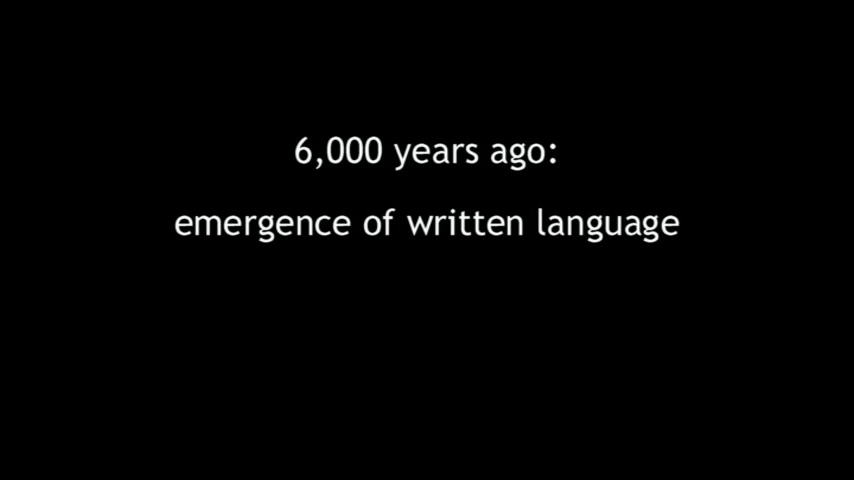 6,000 years ago:
emergence of written language